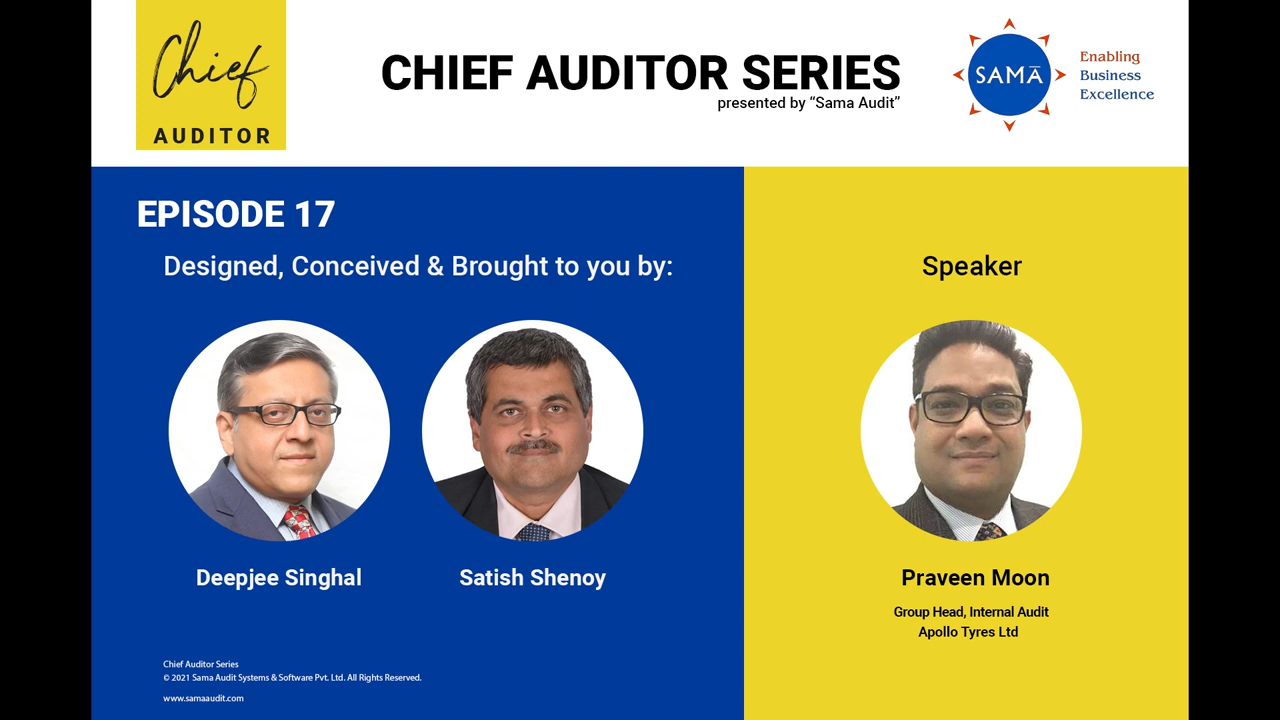 Chief
AUDITOR
CHIEF AUDITOR SERIES
presented by “Sama Audit”
SAMĀ
Enabling
Business
Excellence
EPISODE 17
Designed, Conceived & Brought to you by:
Deepjee Singhal
Satish Shenoy
Speaker
Praveen Moon
Group Head, Internal Audit
Apollo Tyres Ltd
Chief Auditor Series
© 2021 Sama Audit Systems & Software Pvt. Ltd. All Rights Reserved.
www.samaaudit.com